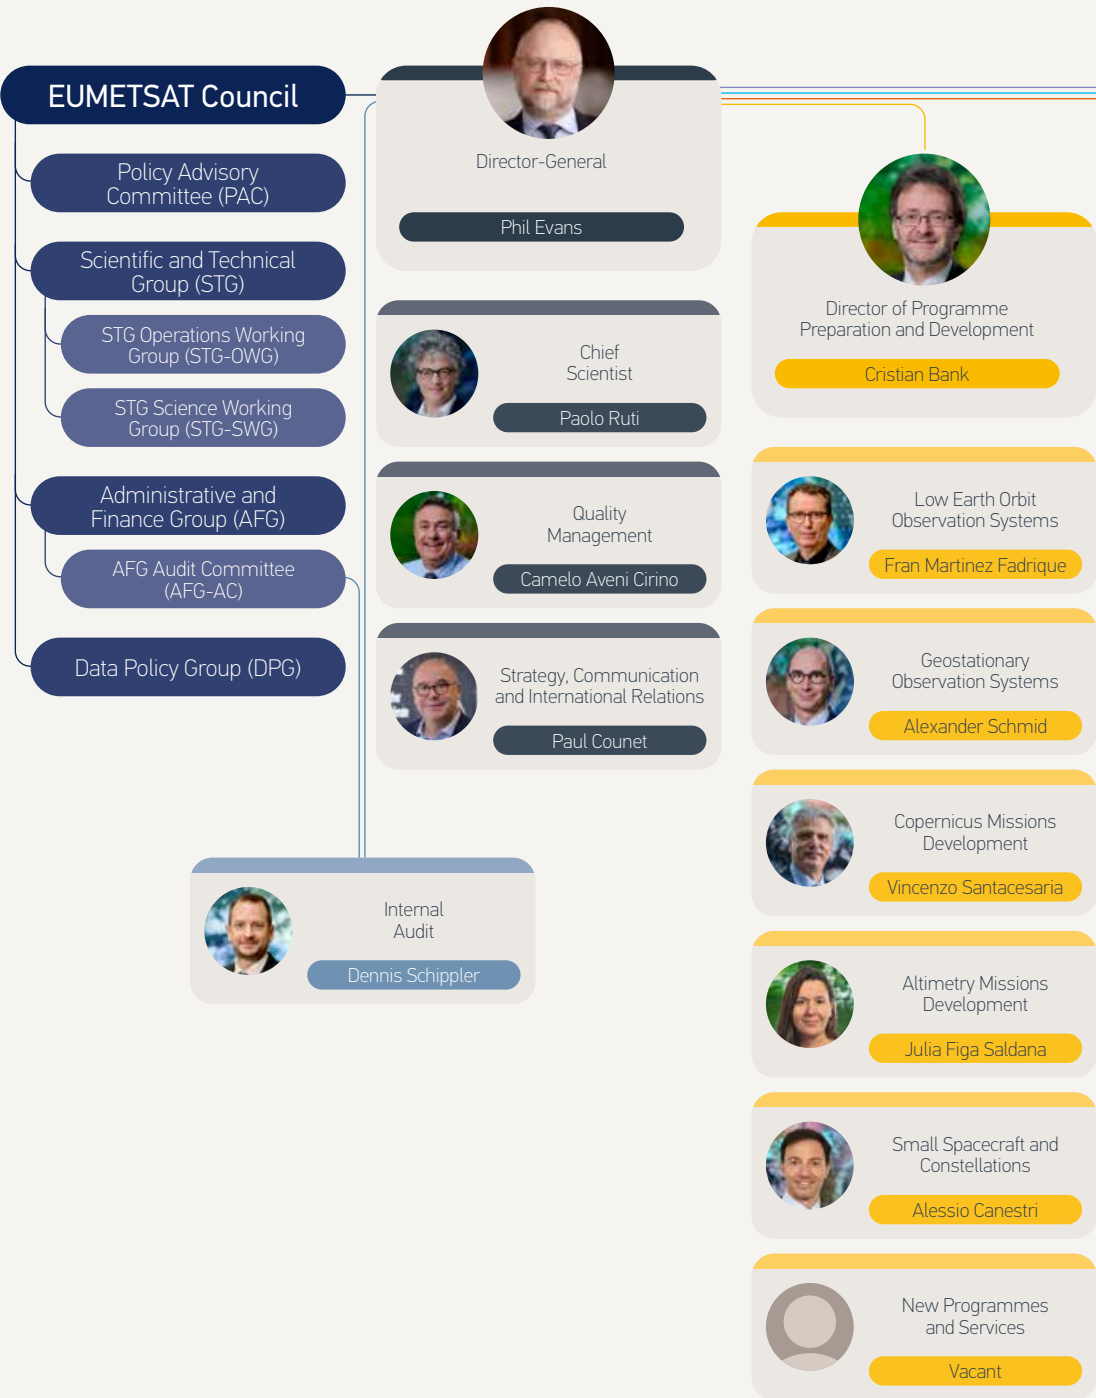 EUMETSAT Council
Policy Advisory
Committee (PAC)
Scientific and Technical
Group (STG)
STG Operations Working
Group (STG-OWG)
STG Science Working
Group (STG-SWG)
Administrative and
Finance Group (AFG)
AFG Audit Committee
(AFG-AC)
Data Policy Group (DPG)
Director-General
Phil Evans
Chief
Scientist
Paolo Ruti
Quality
Management
Camelo Aveni Cirino
Strategy, Communication
and International Relations
Paul Counet
Internal
Audit
Dennis Schippler
Director of Programme
Preparation and Development
Cristian Bank
Low Earth Orbit
Observation Systems
Fran Martinez Fadrique
Geostationary
Observation Systems
Alexander Schmid
Copernicus Missions
Development
Vincenzo Santacesaria
Altimetry Missions
Development
Julia Figa Saldana
Small Spacecraft and
Constellations
Alessio Canestri
New Programmes
and Services
Vacant